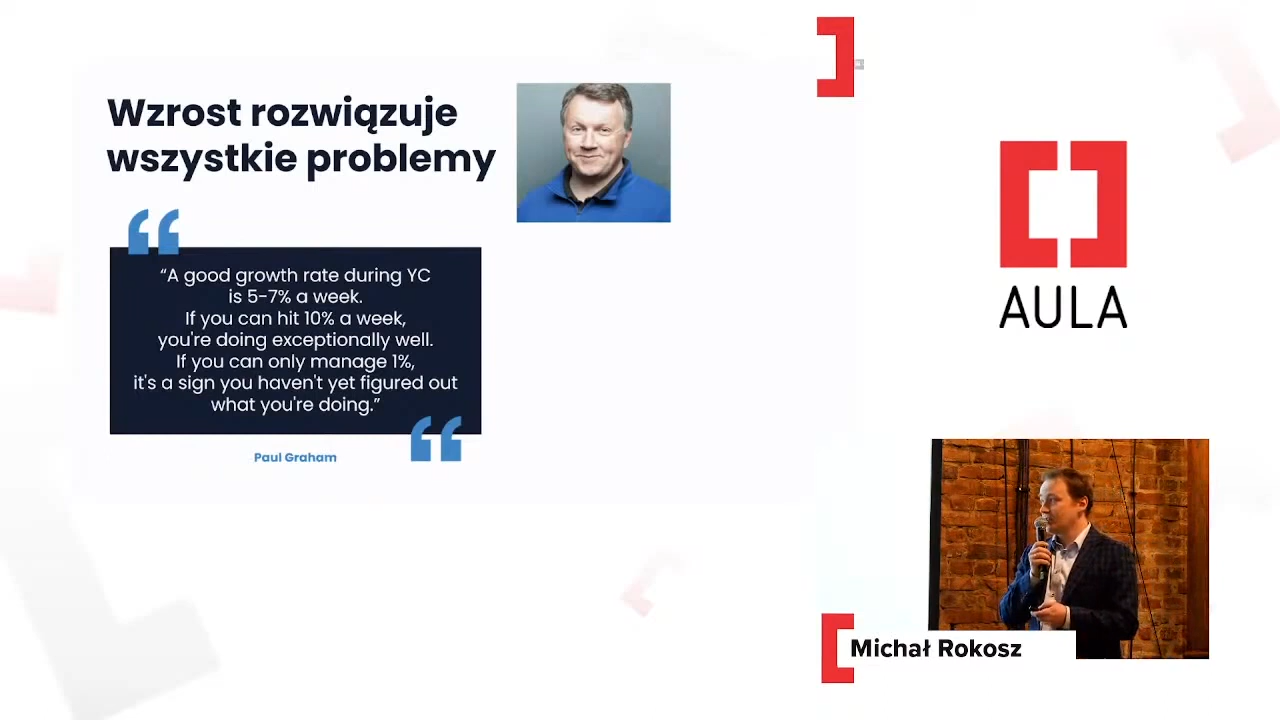 Wzrost rozwiązuje
wszystkie problemy
“A good growth rate during YC
is 5-7% a week.
If you can hit 10% a week,
you're doing exceptionally well.
If you can only manage 1%,
it's a sign you haven't yet figured out
what you're doing.”
Paul Graham
AULA
Michał Rokosz